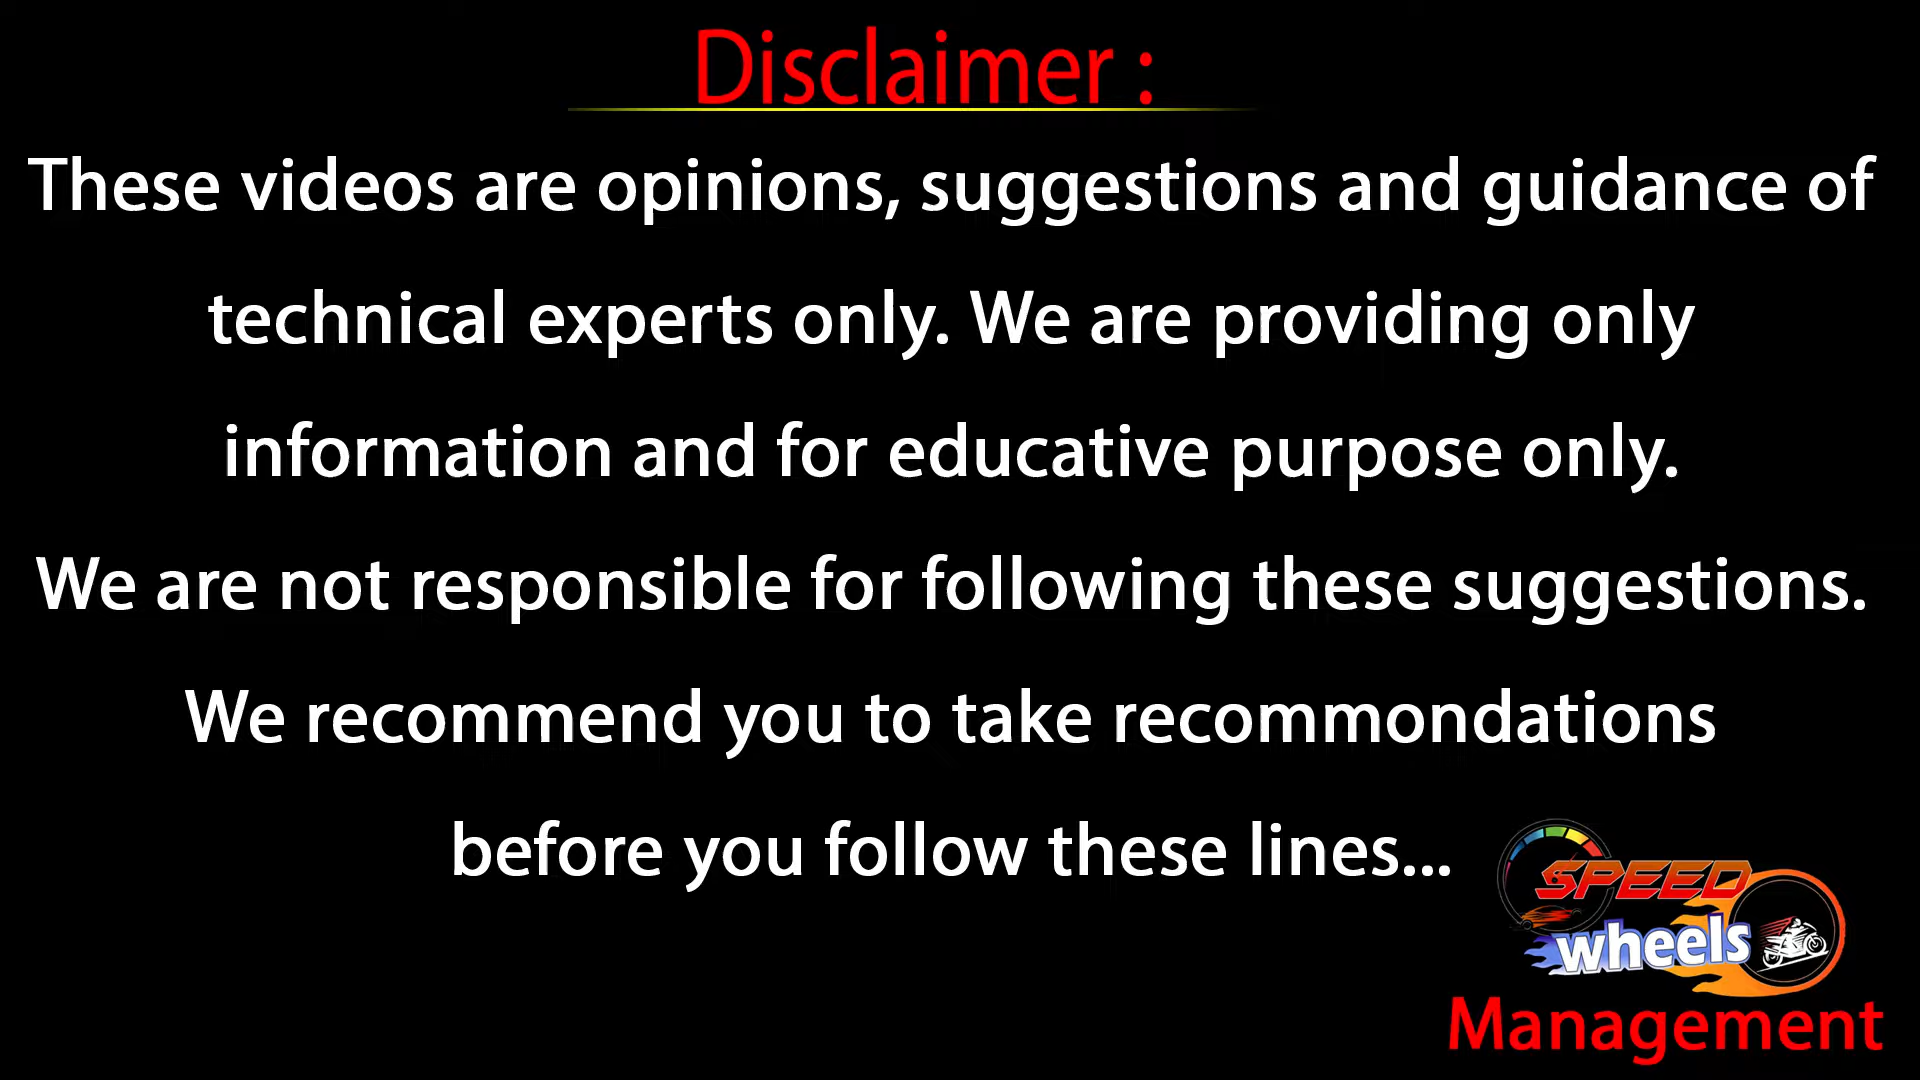 Disclaimer :
These videos are opinions, suggestions and guidance of
technical experts only. We are providing only
information and for educative purpose only.
We are not responsible for following these suggestions.
We recommend you to take recommondations
before you follow these lines...
SPEED
wheels
Management